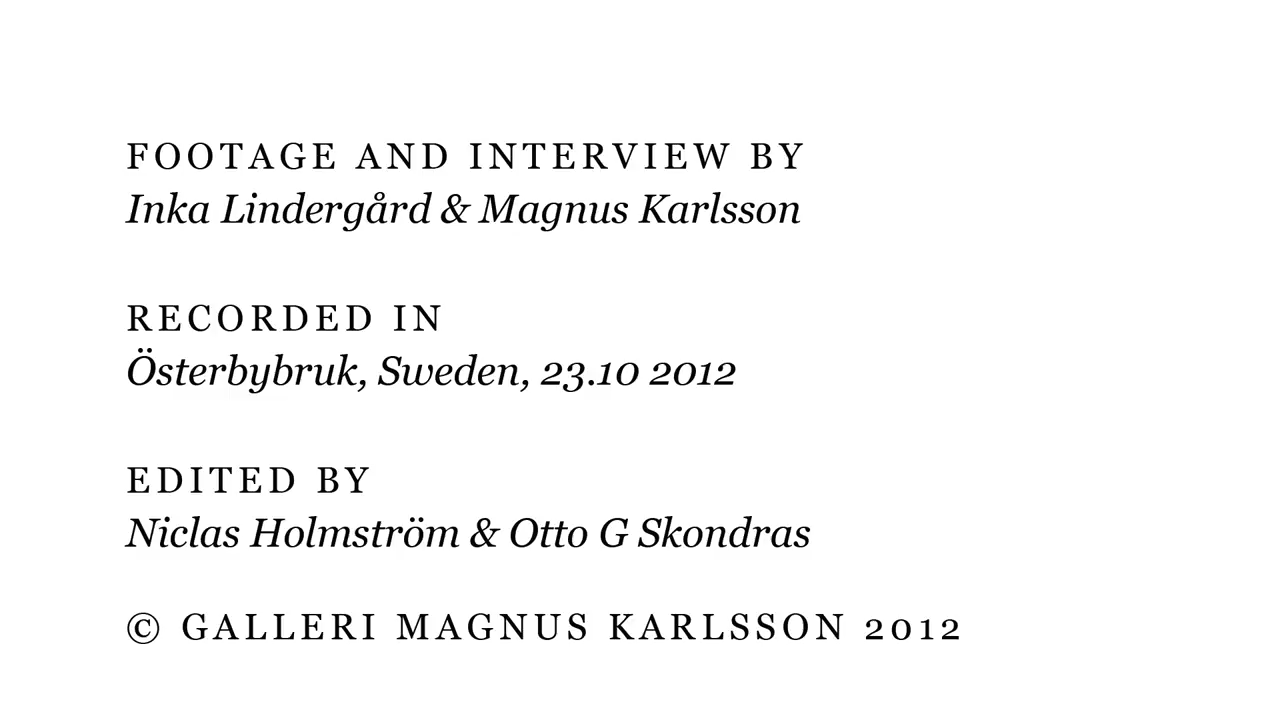 FOOTAGE AND INTERVIEW BY
Inka Lindergård & Magnus Karlsson
RECORDED IN
Österbybruk, Sweden, 23.10 2012
EDITED BY
Niclas Holmström & Otto G Skondras
© GALLERI MAGNUS KARLSSON 2012